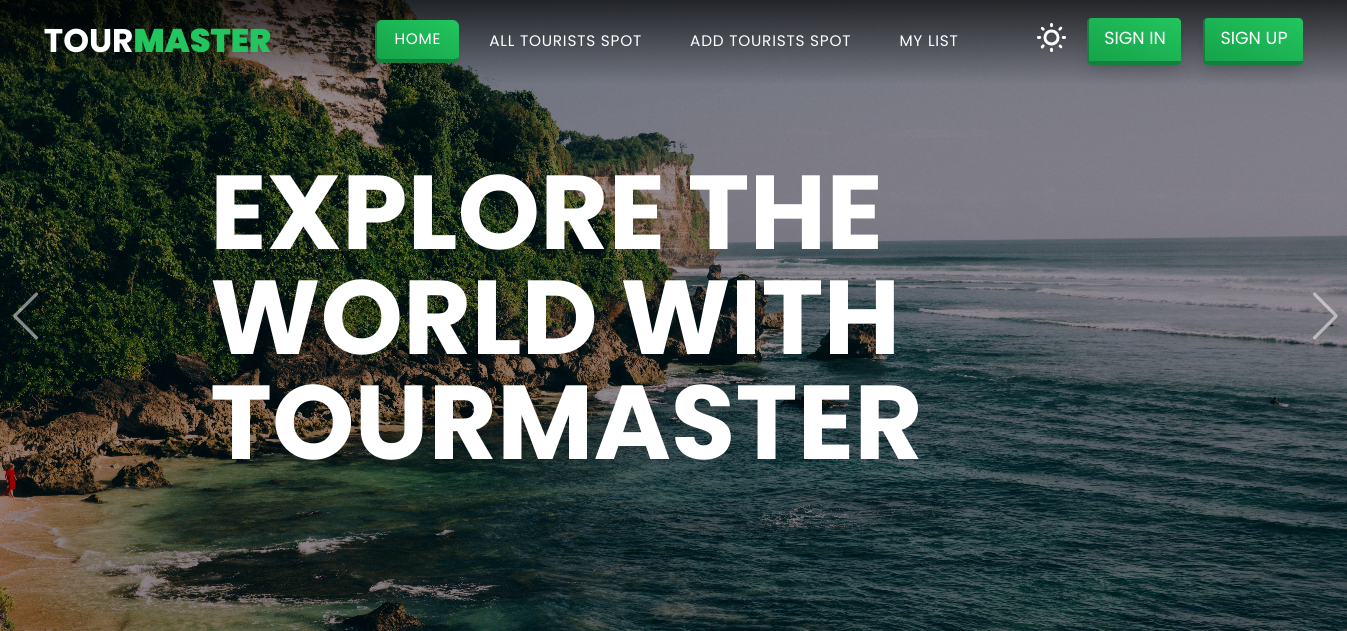 TOURMASTER
HOME
ALL TOURISTS SPOT
ADD TOURISTS SPOT
MY LIST
SIGN IN
SIGN UP
EXPLORE THE
WORLD WITH
TOURMASTER